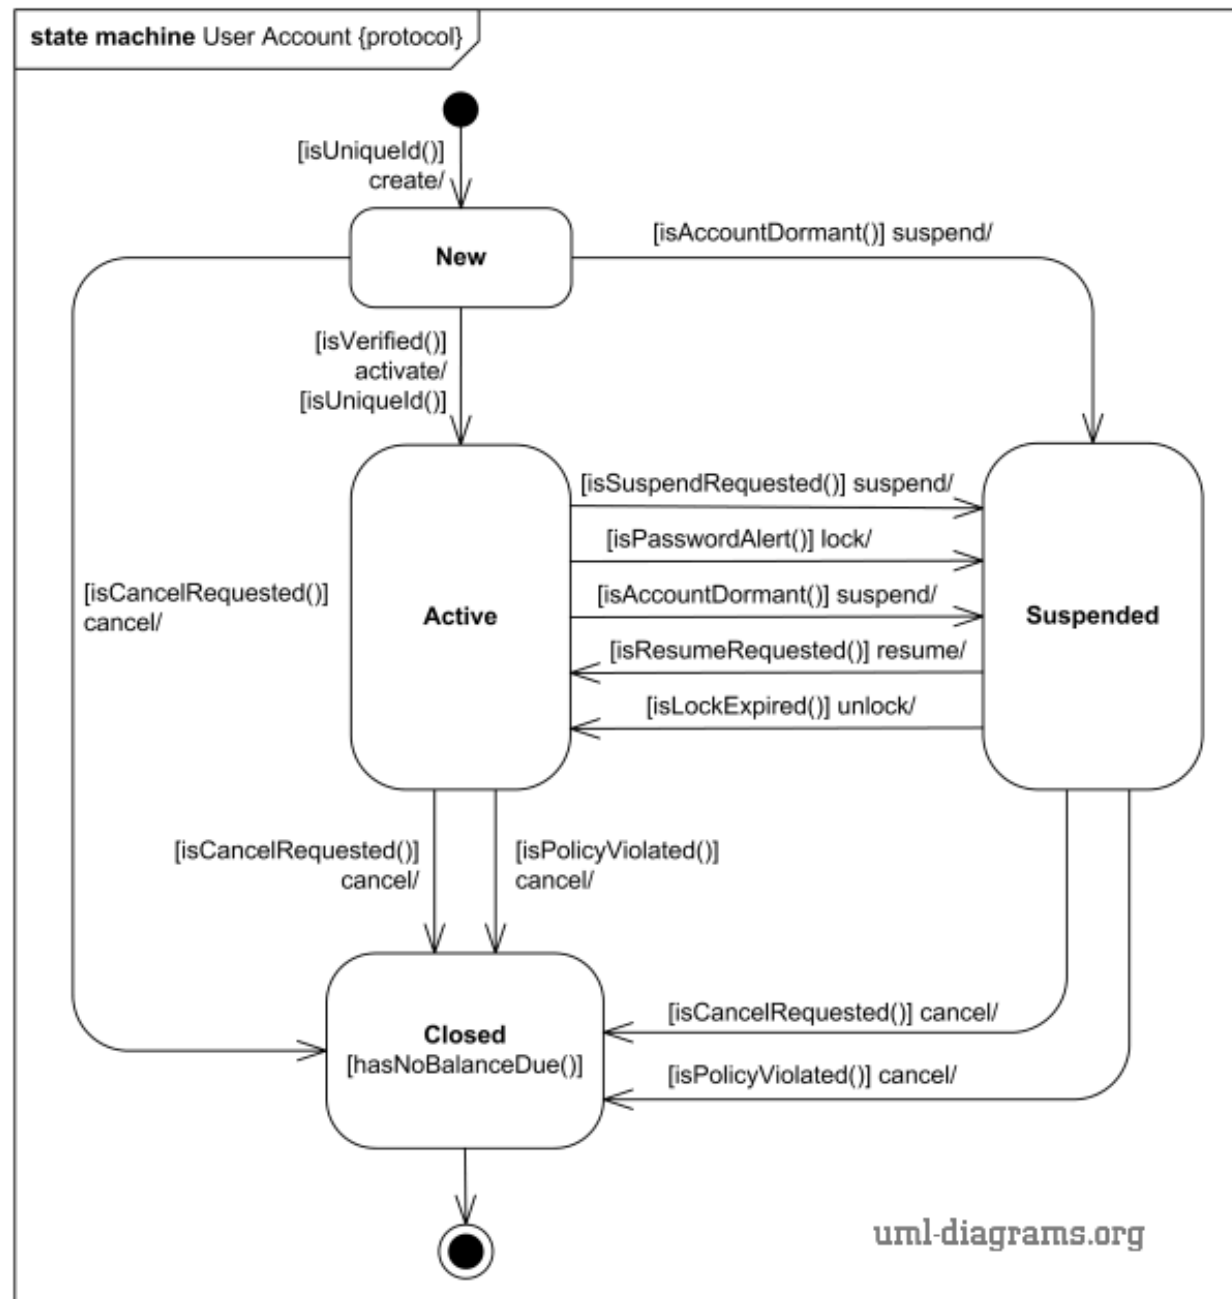 state machine User Account {protocol}
[isUniqueId()]
create/
New
[isAccountDormant()] suspend/
[isVerified()]
activate/
[isUniqueId()]
[isSuspendRequested()] suspend/
[isPasswordAlert()] lock/
[isAccountDormant()] suspend/
[isResumeRequested()] resume/
[isLockExpired()] unlock/
Active
Suspended
[isCancelRequested()]
cancel/
[isCancelRequested()]
cancel/
[isPolicyViolated()]
cancel/
Closed
[hasNoBalanceDue()]
[isCancelRequested()] cancel/
[isPolicyViolated()] cancel/
uml-diagrams.org